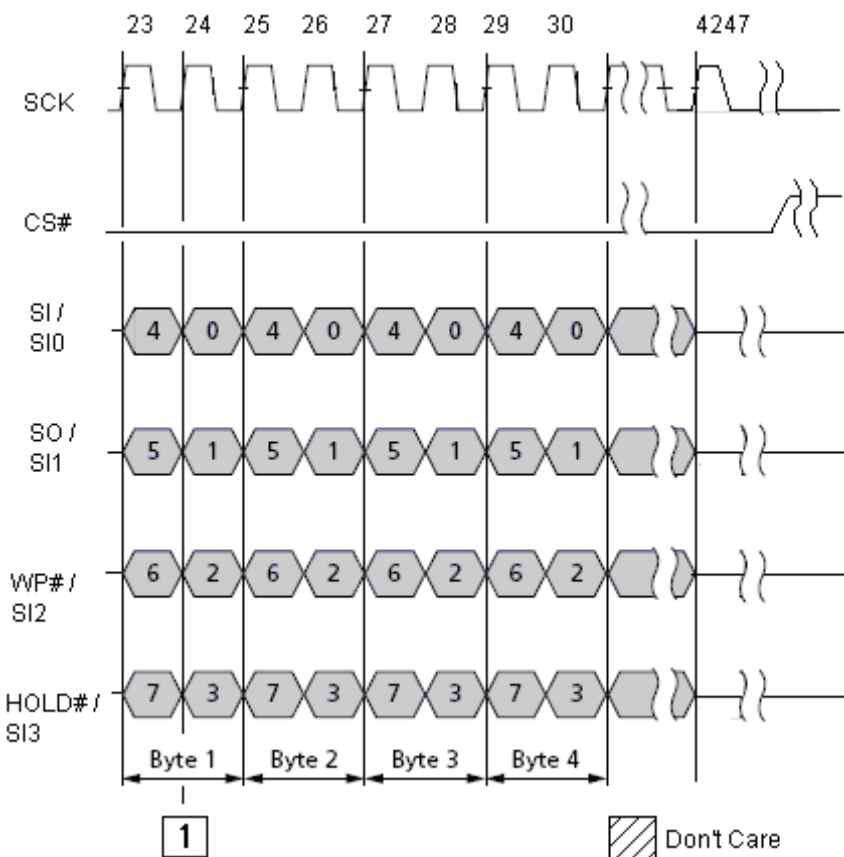 23 24 25 26 27 28 29 30 4247
SCK
CS#
SI /
SI0
4 0 4 0 4 0 4 0
SO /
SI1
5 1 5 1 5 1 5 1
WP# /
SI2
6 2 6 2 6 2 6 2
HOLD# /
SI3
7 3 7 3 7 3 7 3
Byte 1 Byte 2 Byte 3 Byte 4
1
Don't Care